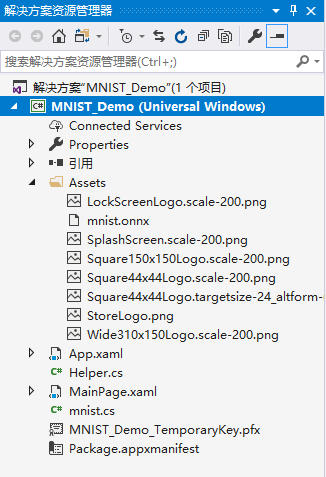 解决方案资源管理器
搜索解决方案资源管理器(Ctrl+;)
解决方案"MNIST_Demo"(1 个项目)
MNIST_Demo (Universal Windows)
Connected Services
Properties
引用
Assets
LockScreenLogo.scale-200.png
mnist.onnx
SplashScreen.scale-200.png
Square150x150Logo.scale-200.png
Square44x44Logo.scale-200.png
Square44x44Logo.targetsize-24_altform-
StoreLogo.png
Wide310x150Logo.scale-200.png
App.xaml
C# Helper.cs
MainPage.xaml
C# mnist.cs
MNIST_Demo_TemporaryKey.pfx
Package.appxmanifest